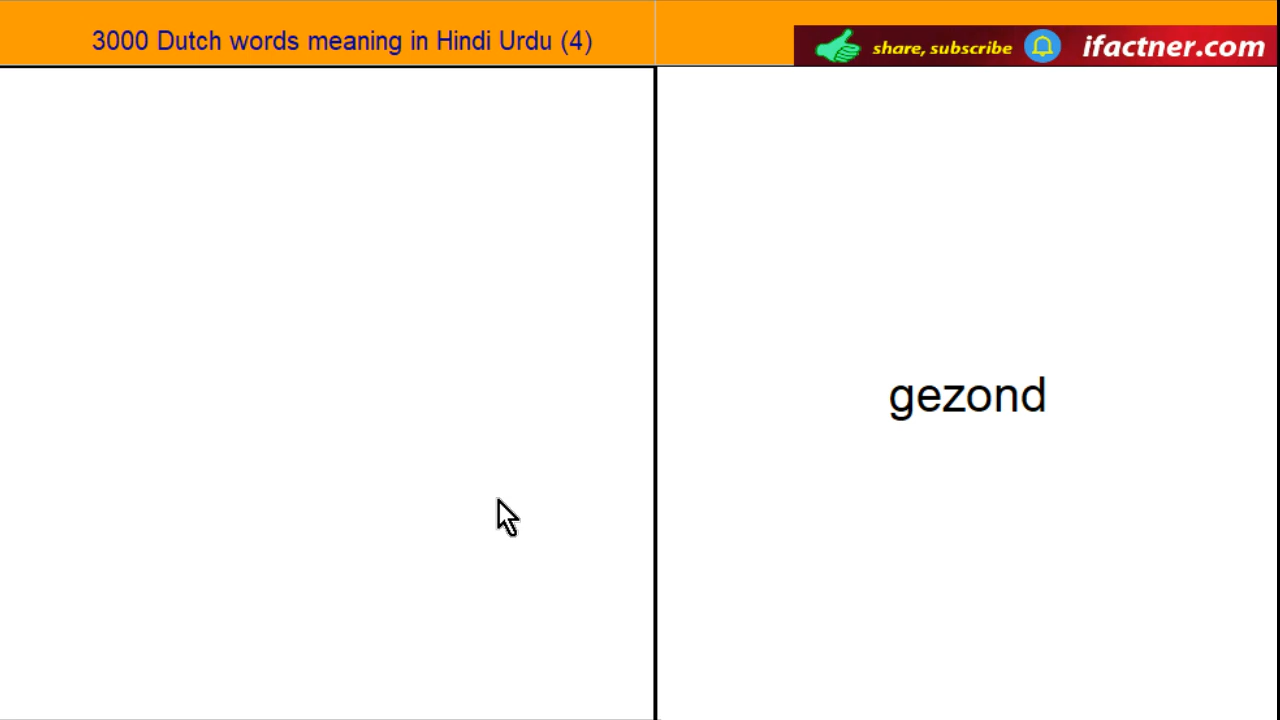 3000 Dutch words meaning in Hindi Urdu (4)
share, subscribe
ifactner.com
gezond